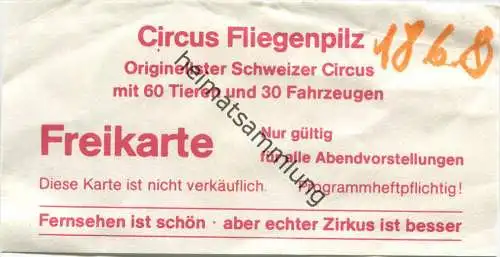 Circus Fliegenpilz
1868
Originellster Schweizer Circus
mit 60 Tieren und 30 Fahrzeugen
Freikarte
Nur gültig
für alle Abendvorstellungen
Diese Karte ist nicht verkäuflich. Programmheftpflichtig!
Fernsehen ist schön · aber echter Zirkus ist besser
heimatsammlung.de